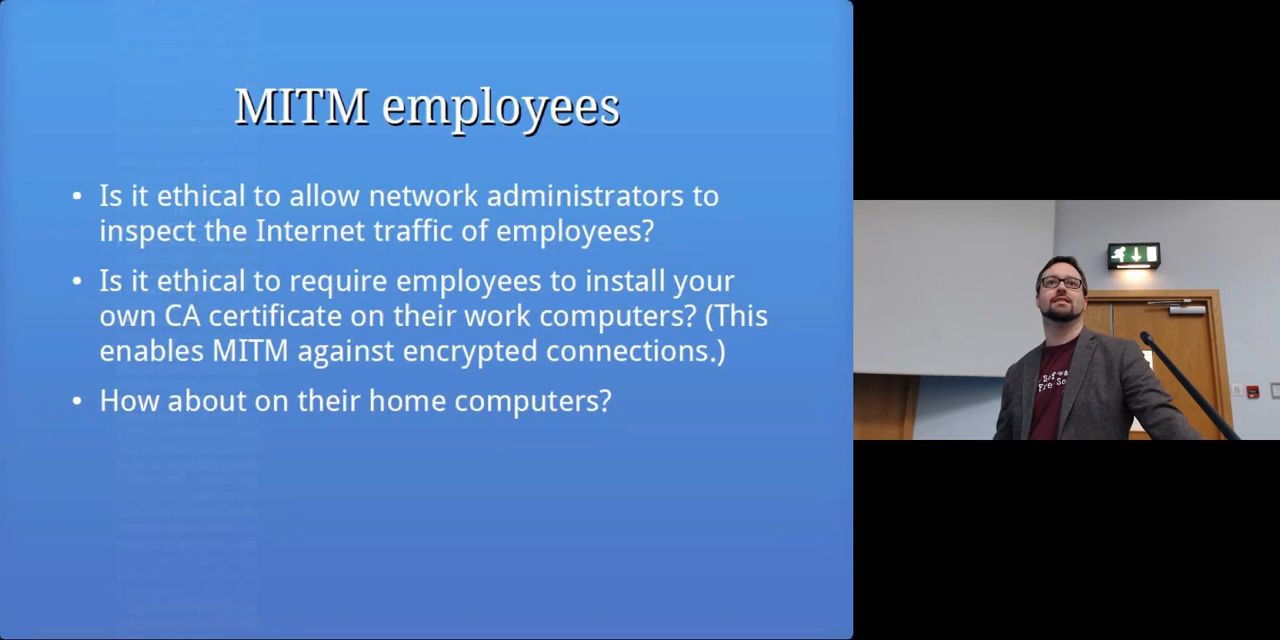 MITM employees
• Is it ethical to allow network administrators to
inspect the Internet traffic of employees?
• Is it ethical to require employees to install your
own CA certificate on their work computers? (This
enables MITM against encrypted connections.)
• How about on their home computers?